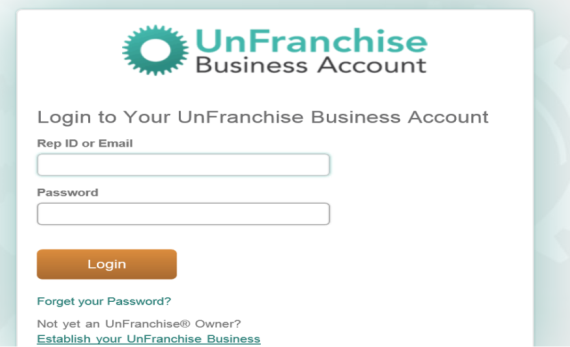 UnFranchise
Business Account
Login to Your UnFranchise Business Account
Rep ID or Email
Password
Login
Forget your Password?
Not yet an UnFranchise® Owner?
Establish your UnFranchise Business